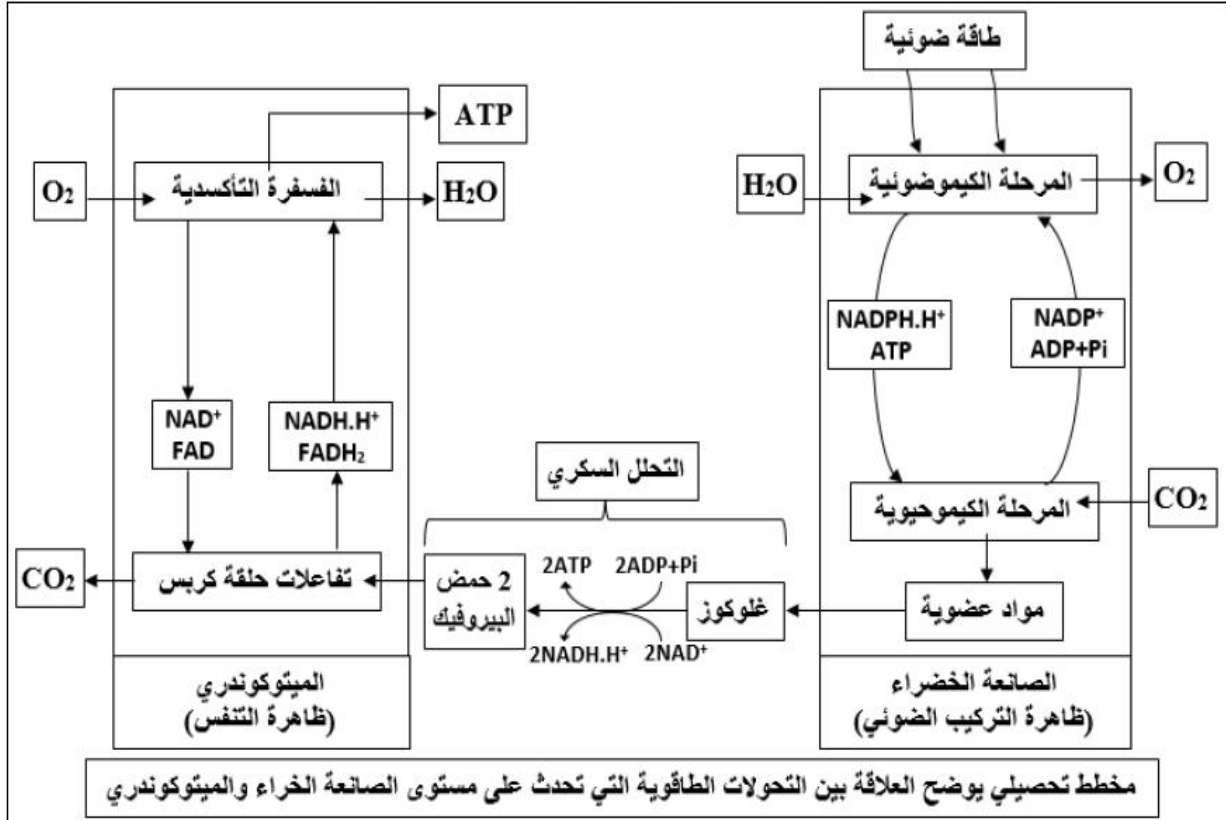 طاقة ضوئية
المرحلة الكيموضوئية
H₂O
O₂
NADPH.H⁺
ATP
NADP⁺
ADP+Pi
المرحلة الكيموحيوية
CO₂
مواد عضوية
الصانعة الخضراء
(ظاهرة التركيب الضوئي)
التحلل السكري
غلوكوز
2ATP
2ADP+Pi
2NADH.H⁺
2NAD⁺
2 حمض
البيروفيك
ATP
الفسفرة التأكسدية
O₂
H₂O
NAD⁺
FAD
NADH.H⁺
FADH₂
تفاعلات حلقة كربس
CO₂
الميتوكوندري
(ظاهرة التنفس)
مخطط تحصيلي يوضح العلاقة بين التحولات الطاقوية التي تحدث على مستوى الصانعة الخراء والميتوكوندري